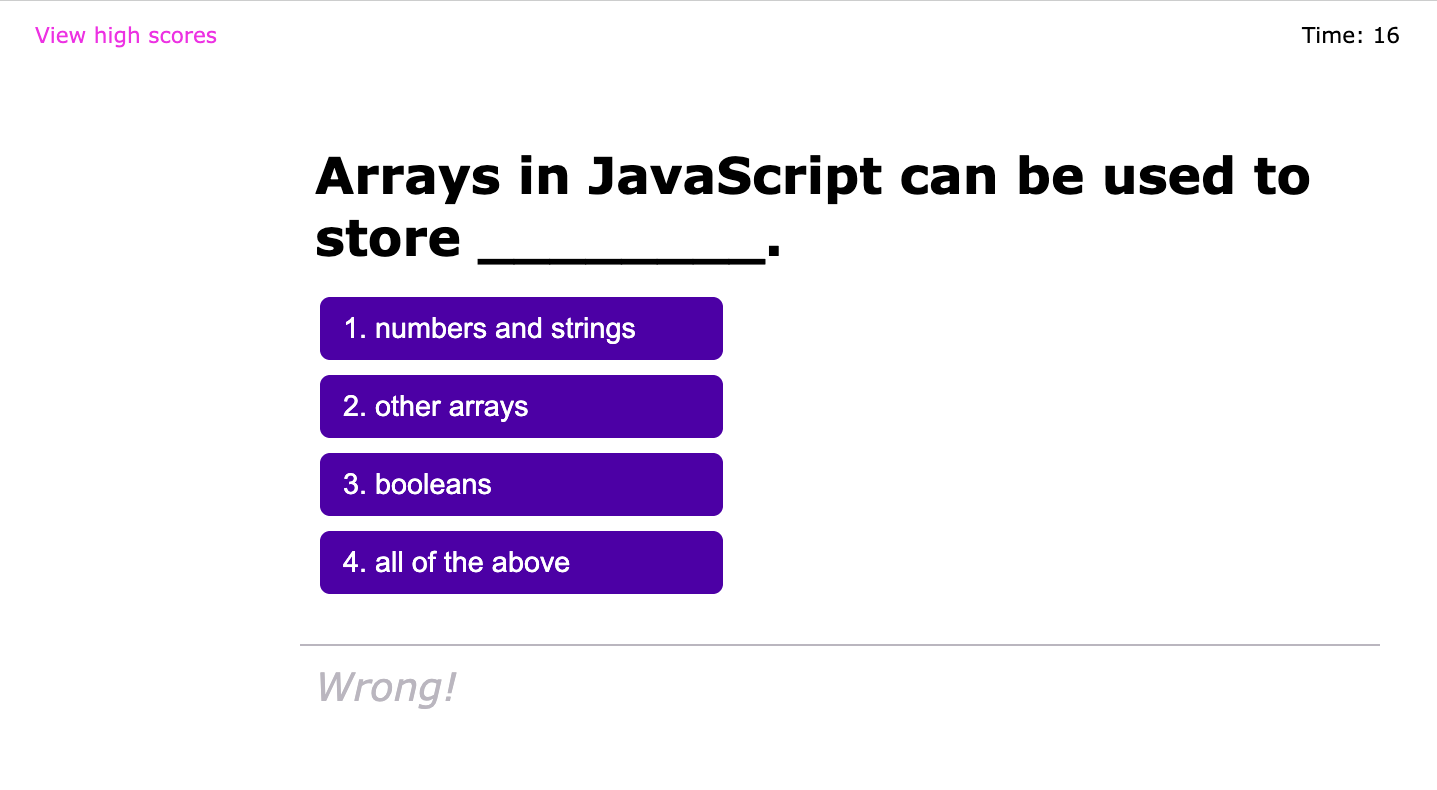 View high scores
Time: 16
Arrays in JavaScript can be used to
store ________.
1. numbers and strings
2. other arrays
3. booleans
4. all of the above
Wrong!